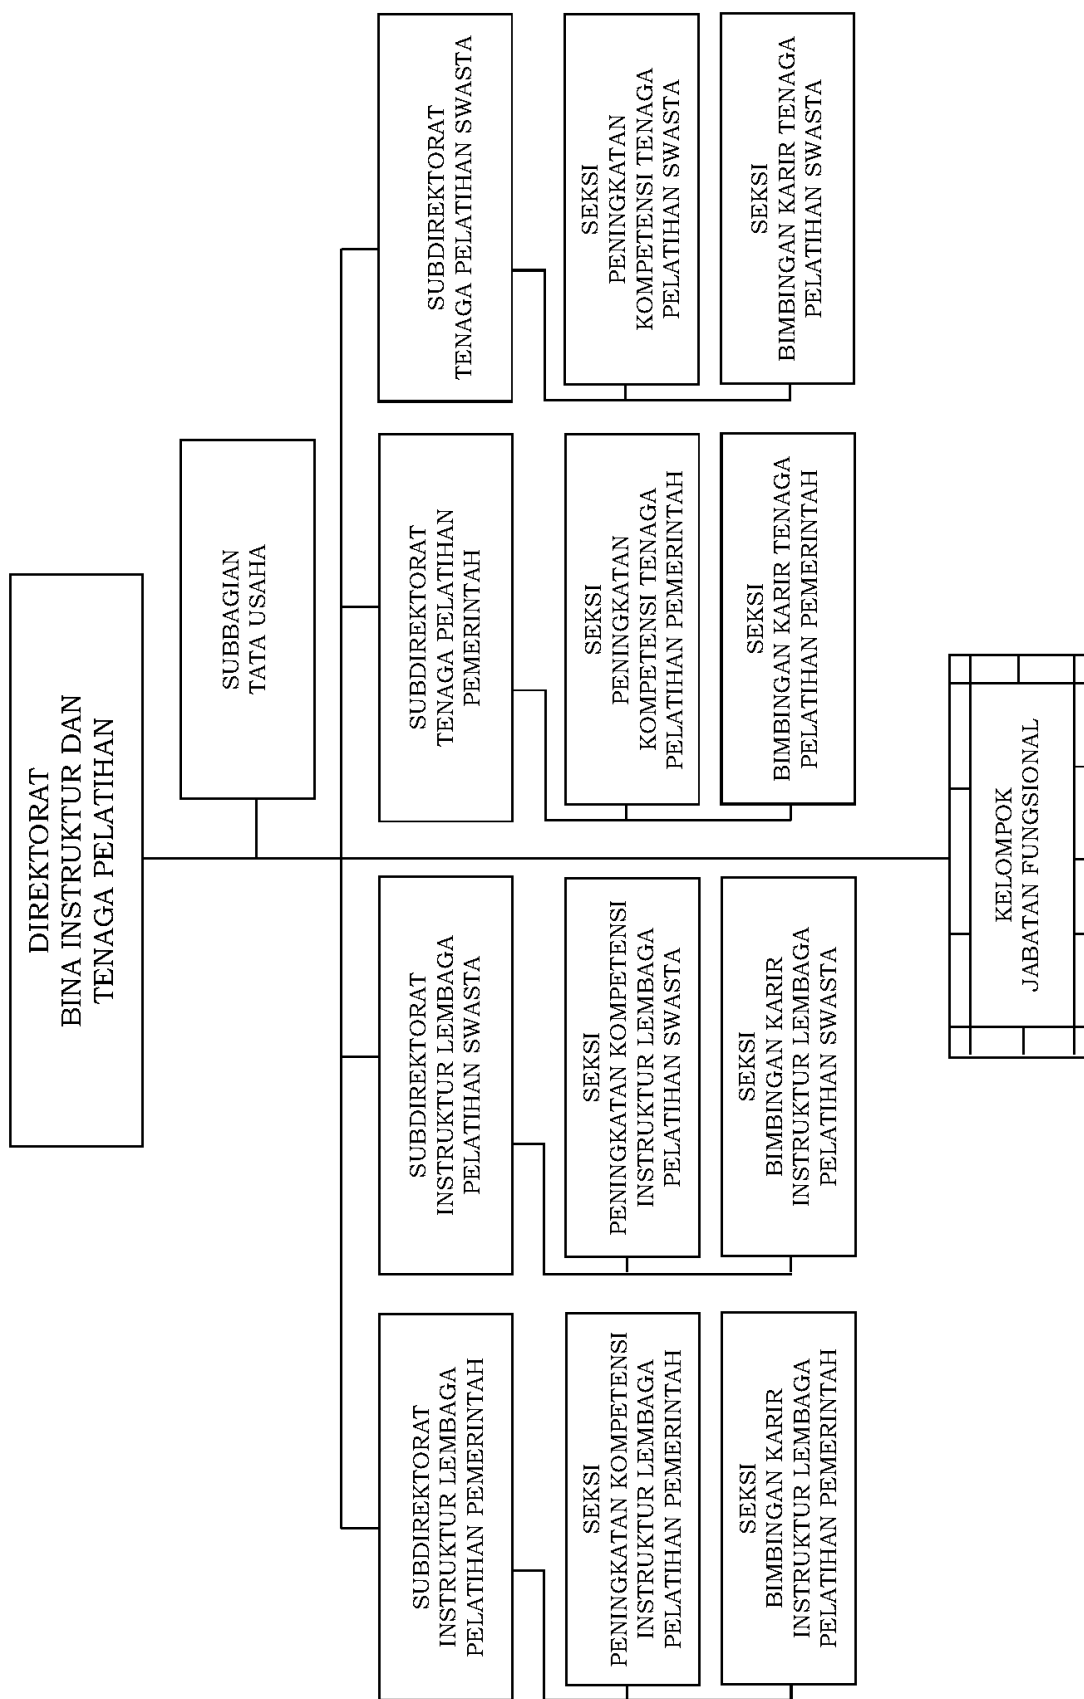 DIREKTORAT
BINA INSTRUKTUR DAN
TENAGA PELATIHAN
SUBBAGIAN
TATA USAHA
SUBDIREKTORAT
INSTRUKTUR LEMBAGA
PELATIHAN PEMERINTAH
SUBDIREKTORAT
INSTRUKTUR LEMBAGA
PELATIHAN SWASTA
SUBDIREKTORAT
TENAGA PELATIHAN
PEMERINTAH
SUBDIREKTORAT
TENAGA PELATIHAN SWASTA
SEKSI
PENINGKATAN KOMPETENSI
INSTRUKTUR LEMBAGA
PELATIHAN PEMERINTAH
SEKSI
PENINGKATAN KOMPETENSI
INSTRUKTUR LEMBAGA
PELATIHAN SWASTA
SEKSI
PENINGKATAN
KOMPETENSI TENAGA
PELATIHAN PEMERINTAH
SEKSI
PENINGKATAN
KOMPETENSI TENAGA
PELATIHAN SWASTA
SEKSI
BIMBINGAN KARIR
INSTRUKTUR LEMBAGA
PELATIHAN PEMERINTAH
SEKSI
BIMBINGAN KARIR
INSTRUKTUR LEMBAGA
PELATIHAN SWASTA
SEKSI
BIMBINGAN KARIR TENAGA
PELATIHAN PEMERINTAH
SEKSI
BIMBINGAN KARIR TENAGA
PELATIHAN SWASTA
KELOMPOK
JABATAN FUNGSIONAL